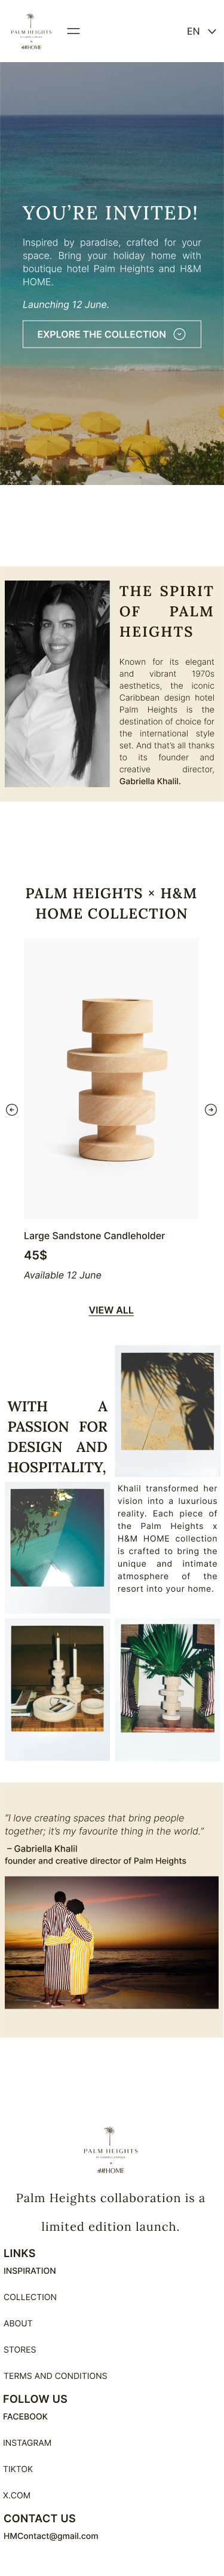 PALM HEIGHTS
×
H&M HOME
EN
YOU'RE INVITED!
Inspired by paradise, crafted for your
space. Bring your holiday home with
boutique hotel Palm Heights and H&M
HOME.
Launching 12 June.
EXPLORE THE COLLECTION
THE SPIRIT
OF PALM
HEIGHTS
Known for its elegant
and vibrant 1970s
aesthetics, the iconic
Caribbean design hotel
Palm Heights is the
destination of choice for
the international style
set. And that's all thanks
to its founder and
creative director,
Gabriella Khalil.
PALM HEIGHTS × H&M
HOME COLLECTION
Large Sandstone Candleholder
45$
Available 12 June
VIEW ALL
WITH A
PASSION FOR
DESIGN AND
HOSPITALITY,
Khalil transformed her
vision into a luxurious
reality. Each piece of
the Palm Heights x
H&M HOME collection
is crafted to bring the
unique and intimate
atmosphere of the
resort into your home.
"I love creating spaces that bring people
together; it's my favourite thing in the world."
– Gabriella Khalil
founder and creative director of Palm Heights
PALM HEIGHTS
×
H&M HOME
Palm Heights collaboration is a
limited edition launch.
LINKS
INSPIRATION
COLLECTION
ABOUT
STORES
TERMS AND CONDITIONS
FOLLOW US
FACEBOOK
INSTAGRAM
TIKTOK
X.COM
CONTACT US
HMContact@gmail.com